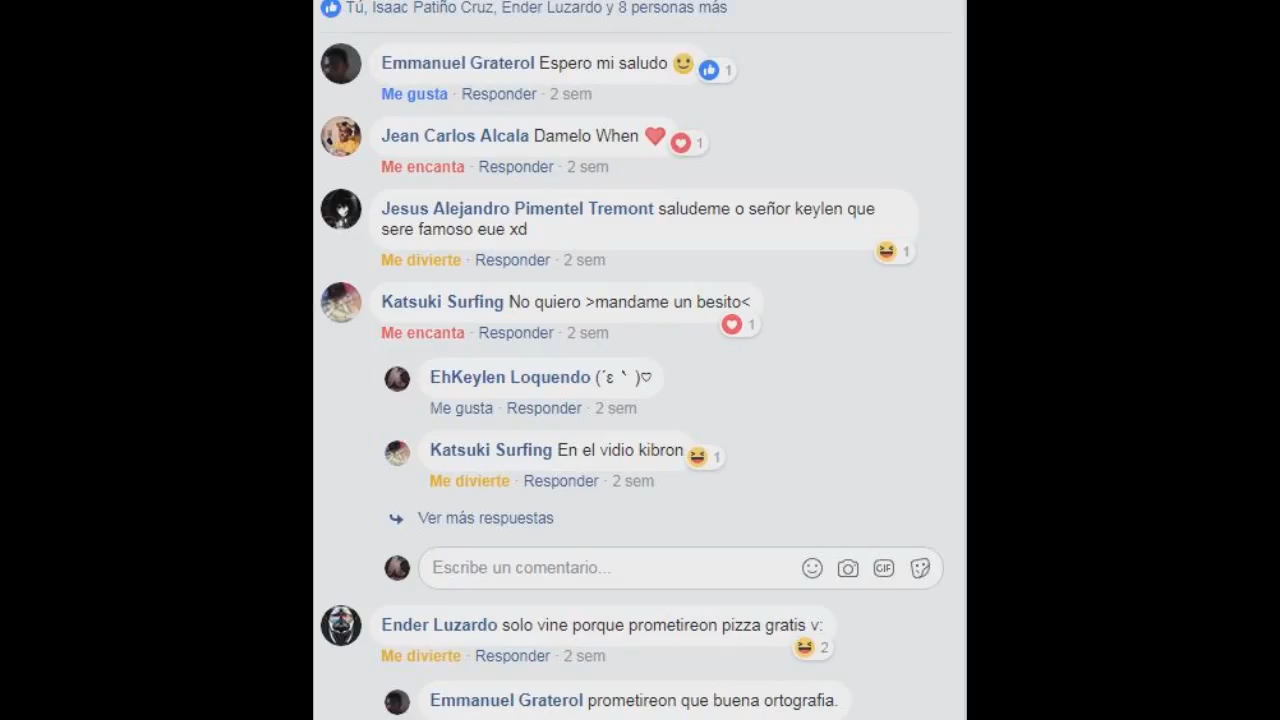 Tú, Isaac Patiño Cruz, Ender Luzardo y 8 personas más
Emmanuel Graterol Espero mi saludo 1
Me gusta · Responder · 2 sem
Jean Carlos Alcala Damelo When ❤ 1
Me encanta · Responder · 2 sem
Jesus Alejandro Pimentel Tremont saludeme o señor keylen que
sere famoso eue xd
1
Me divierte · Responder · 2 sem
Katsuki Surfing No quiero >mandame un besito<
1
Me encanta · Responder · 2 sem
EhKeylen Loquendo (´ε ` )♡
Me gusta · Responder · 2 sem
Katsuki Surfing En el vidio kibron 1
Me divierte · Responder · 2 sem
Ver más respuestas
Escribe un comentario... GIF
Ender Luzardo solo vine porque prometireon pizza gratis v:
2
Me divierte · Responder · 2 sem
Emmanuel Graterol prometireon que buena ortografia.